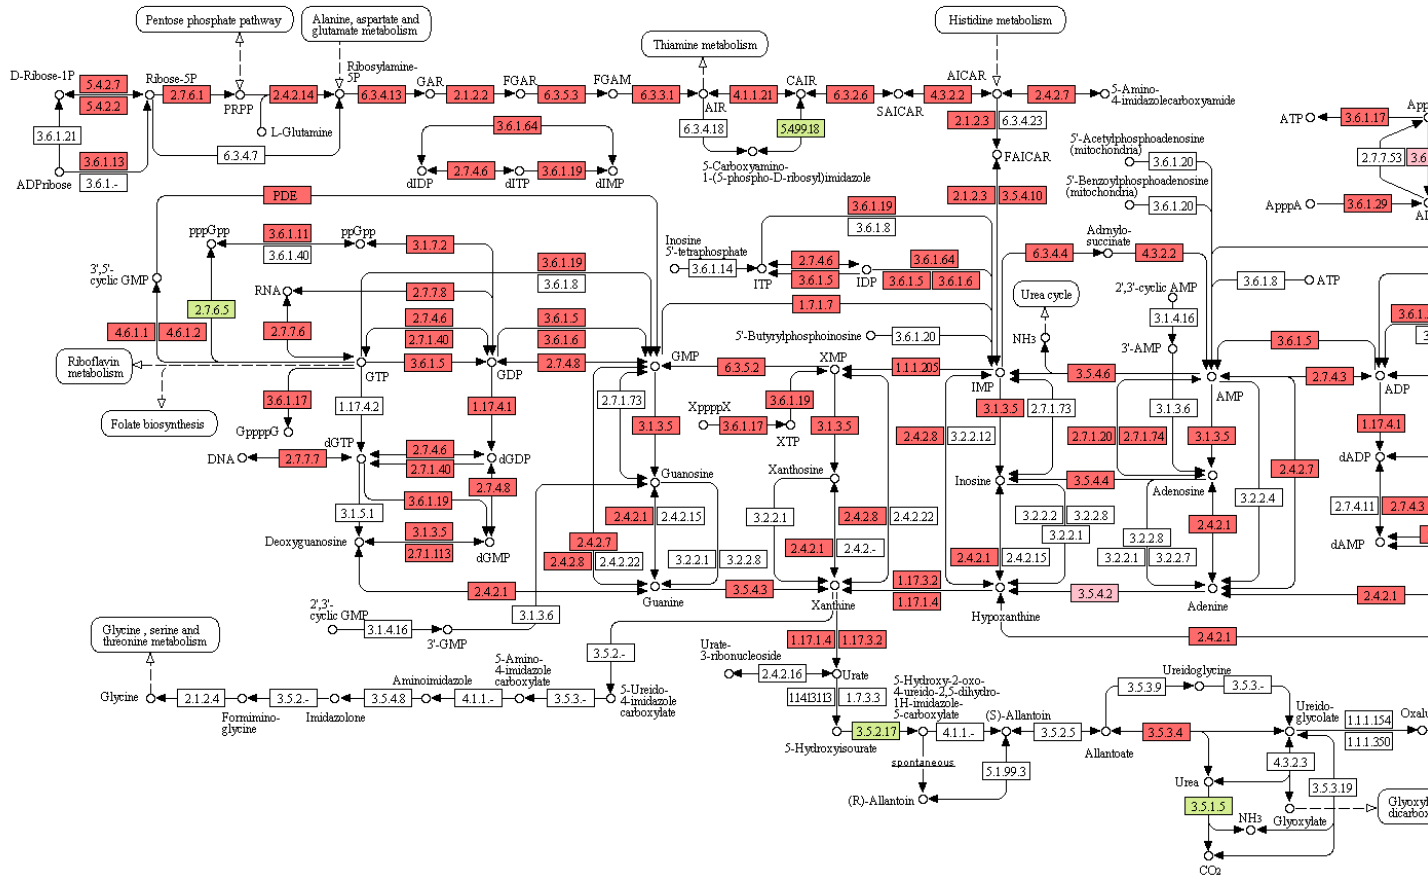 Pentose phosphate pathway
Alanine, aspartate and
glutamate metabolism
Histidine metabolism
Thiamine metabolism
D-Ribose-1P
5.4.2.7
5.4.2.2
Ribose-5P
2.7.6.1
PRPP
2.4.2.14
Ribosylamine-
5P
6.3.4.13
GAR
2.1.2.2
FGAR
6.3.5.3
FGAM
6.3.3.1
AIR
4.1.1.21
CAIR
6.3.2.6
SAICAR
4.3.2.2
AICAR
2.4.2.7
5-Amino-
4-imidazolecarboxyamide
3.6.1.21
3.6.1.13
3.6.1.-
ADPribose
L-Glutamine
6.3.4.7
3.6.1.64
dIDP
2.7.4.6
dITP
3.6.1.19
dIMP
6.3.4.18
5.4.99.18
5-Carboxyamino-
1-(5-phospho-D-ribosyl)imidazole
2.1.2.3
6.3.4.23
FAICAR
2.1.2.3
3.5.4.10
5'-Acetylphosphoadenosine
(mitochondria)
3.6.1.20
5'-Benzoylphosphoadenosine
(mitochondria)
3.6.1.20
ATP
3.6.1.17
2.7.7.53
ApppA
3.6.1.29
PDE
pppGpp
3.6.1.11
3.6.1.40
ppGpp
3.1.7.2
3',5'-
cyclic GMP
2.7.6.5
RNA
2.7.7.8
2.7.7.6
3.6.1.19
3.6.1.8
4.6.1.1
4.6.1.2
2.7.4.6
2.7.1.40
3.6.1.5
3.6.1.6
Inosine
5'-tetraphosphate
3.6.1.14
ITP
3.6.1.19
3.6.1.8
2.7.4.6
3.6.1.5
IDP
3.6.1.64
3.6.1.5
3.6.1.6
1.7.1.7
5'-Butyrylphosphoinosine
3.6.1.20
6.3.4.4
4.3.2.2
Urea cycle
NH3
2',3'-cyclic AMP
3.1.4.16
3'-AMP
3.6.1.8
ATP
Riboflavin
metabolism
GTP
3.6.1.5
GDP
2.7.4.8
GMP
6.3.5.2
XMP
1.1.1.205
IMP
3.5.4.6
AMP
3.6.1.5
2.7.4.3
ADP
Folate biosynthesis
3.6.1.17
GppppG
1.17.4.2
1.17.4.1
2.7.1.73
3.1.3.5
XppppX
3.6.1.17
3.6.1.19
XTP
3.1.3.5
3.1.3.5
2.7.1.73
3.1.3.6
1.17.4.1
DNA
2.7.7.7
dGTP
2.7.4.6
2.7.1.40
dGDP
2.7.4.8
Guanosine
Xanthosine
2.4.2.8
3.2.2.12
Inosine
3.5.4.4
2.7.1.20
2.7.1.74
3.1.3.5
Adenosine
2.4.2.7
3.2.2.4
dADP
2.7.4.11
2.7.4.3
dAMP
3.1.5.1
3.6.1.19
3.1.3.5
2.7.1.113
Deoxyguanosine
dGMP
2.4.2.1
2.4.2.15
2.4.2.7
2.4.2.8
2.4.2.22
3.2.2.1
3.2.2.8
3.2.2.1
2.4.2.8
2.4.2.22
2.4.2.1
2.4.2.-
3.2.2.2
3.2.2.8
3.2.2.1
2.4.2.1
2.4.2.15
3.2.2.8
3.2.2.1
3.2.2.7
2.4.2.1
2.4.2.1
Guanine
3.5.4.3
Xanthine
1.17.3.2
1.17.1.4
Hypoxanthine
3.5.4.2
Adenine
2.4.2.1
2.4.2.1
2',3'-
cyclic GMP
3.1.4.16
3'-GMP
3.1.3.6
Glycine , serine and
threonine metabolism
Glycine
2.1.2.4
Formimino-
glycine
3.5.2.-
Imidazolone
3.5.4.8
Aminoimidazole
4.1.1.-
5-Amino-
4-imidazole
carboxylate
3.5.3.-
5-Ureido-
4-imidazole
carboxylate
3.5.2.-
1.17.1.4
1.17.3.2
Urate-
3-ribonucleoside
2.4.2.16
Urate
1.14.13.113
1.7.3.3
5-Hydroxyisourate
3.5.2.17
5-Hydroxy-2-oxo-
4-ureido-2,5-dihydro-
1H-imidazole-
5-carboxylate
4.1.1.-
spontaneous
(R)-Allantoin
(S)-Allantoin
5.1.99.3
3.5.2.5
Allantoate
3.5.3.9
Ureidoglycine
3.5.3.-
3.5.3.4
Ureido-
glycolate
1.1.1.154
1.1.1.350
Urea
4.3.2.3
3.5.3.19
3.5.1.5
NH3
Glyoxylate
CO2